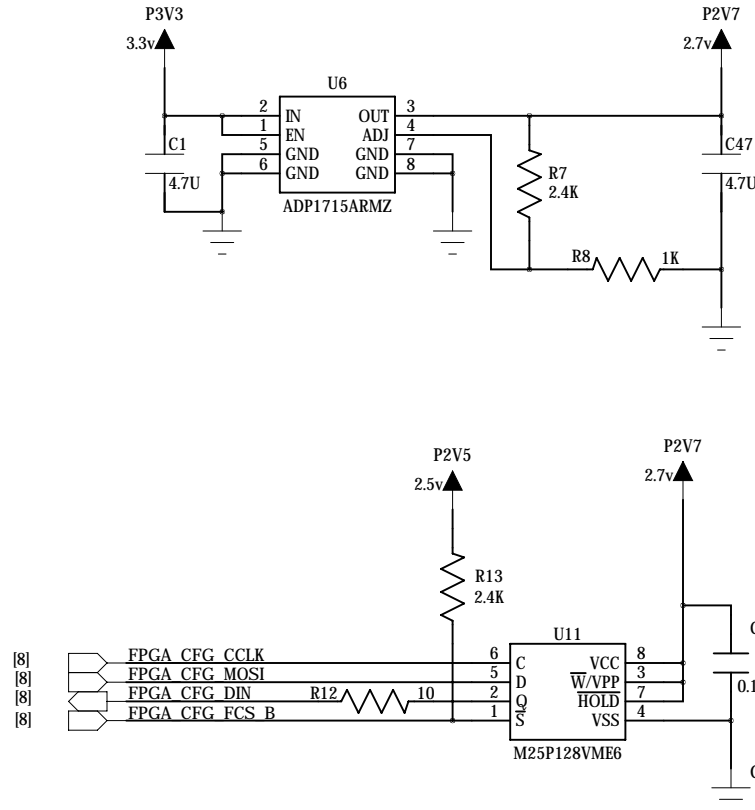 P3V3
3.3v
P2V7
2.7v
U6
2 IN OUT 3
1 EN ADJ 4
5 GND GND 7
6 GND GND 8
ADP1715ARMZ
C1
4.7U
R7
2.4K
C47
4.7U
R8 1K
P2V5
2.5v
P2V7
2.7v
R13
2.4K
U11
[8] FPGA_CFG_CCLK 6 C VCC 8
[8] FPGA_CFG_MOSI 5 D W/VPP 3
[8] FPGA_CFG_DIN R12 10 2 Q HOLD 7
[8] FPGA_CFG_FCS_B 1 S VSS 4
M25P128VME6
0.1